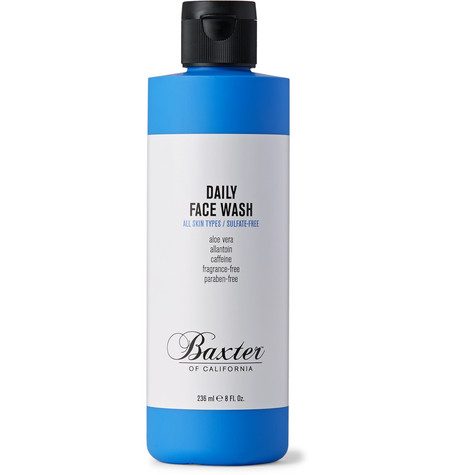 DAILY
FACE WASH
ALL SKIN TYPES / SULFATE-FREE
aloe vera
allantoin
caffeine
fragrance-free
paraben-free
Baxter
OF CALIFORNIA
236 ml ℮ 8 Fl. Oz.